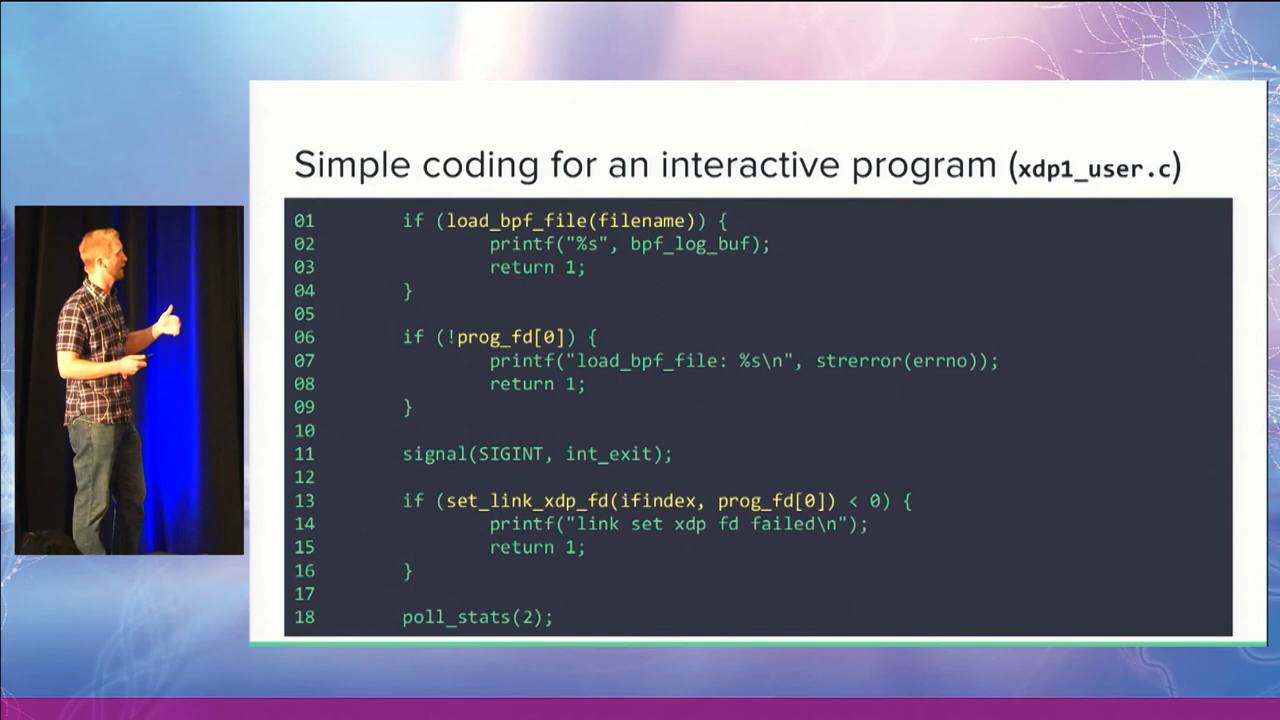 Simple coding for an interactive program (xdp1_user.c)
01 if (load_bpf_file(filename)) {
02 printf("%s", bpf_log_buf);
03 return 1;
04 }
05
06 if (!prog_fd[0]) {
07 printf("load_bpf_file: %s\n", strerror(errno));
08 return 1;
09 }
10
11 signal(SIGINT, int_exit);
12
13 if (set_link_xdp_fd(ifindex, prog_fd[0]) < 0) {
14 printf("link set xdp fd failed\n");
15 return 1;
16 }
17
18 poll_stats(2);